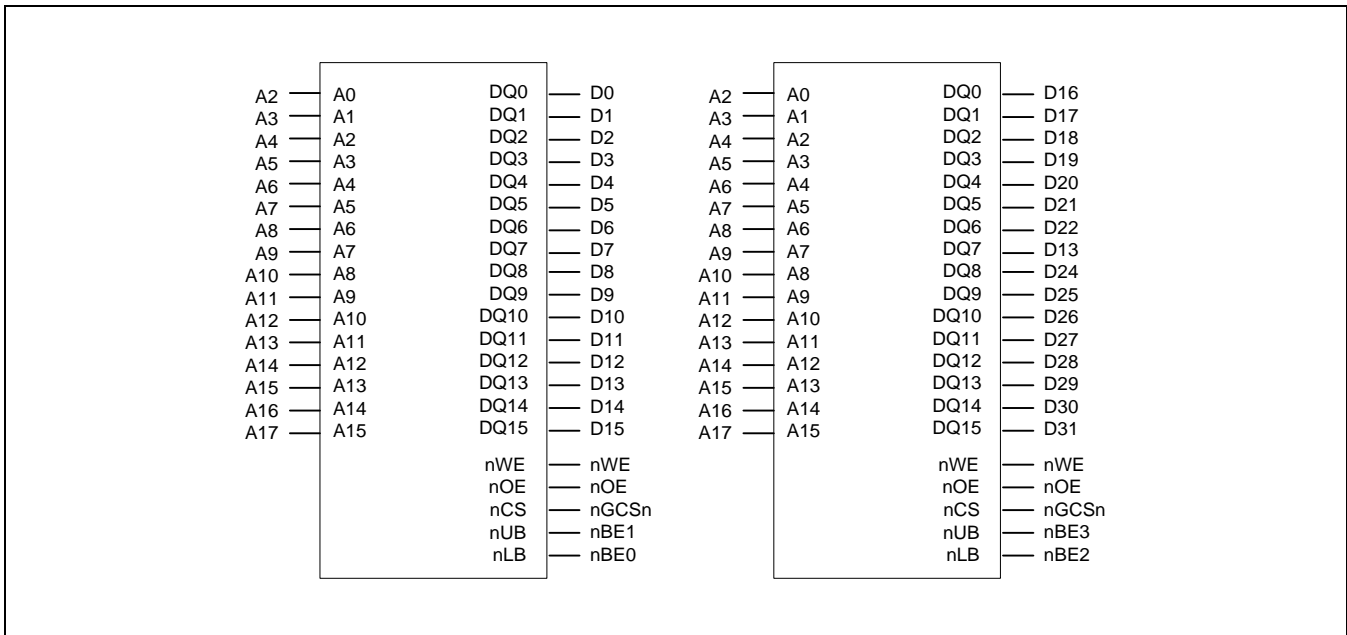 A2 A0 DQ0 D0 A2 A0 DQ0 D16
A3 A1 DQ1 D1 A3 A1 DQ1 D17
A4 A2 DQ2 D2 A4 A2 DQ2 D18
A5 A3 DQ3 D3 A5 A3 DQ3 D19
A6 A4 DQ4 D4 A6 A4 DQ4 D20
A7 A5 DQ5 D5 A7 A5 DQ5 D21
A8 A6 DQ6 D6 A8 A6 DQ6 D22
A9 A7 DQ7 D7 A9 A7 DQ7 D13
A10 A8 DQ8 D8 A10 A8 DQ8 D24
A11 A9 DQ9 D9 A11 A9 DQ9 D25
A12 A10 DQ10 D10 A12 A10 DQ10 D26
A13 A11 DQ11 D11 A13 A11 DQ11 D27
A14 A12 DQ12 D12 A14 A12 DQ12 D28
A15 A13 DQ13 D13 A15 A13 DQ13 D29
A16 A14 DQ14 D14 A16 A14 DQ14 D30
A17 A15 DQ15 D15 A17 A15 DQ15 D31
nWE nWE nWE nWE
nOE nOE nOE nOE
nCS nGCSn nCS nGCSn
nUB nBE1 nUB nBE3
nLB nBE0 nLB nBE2